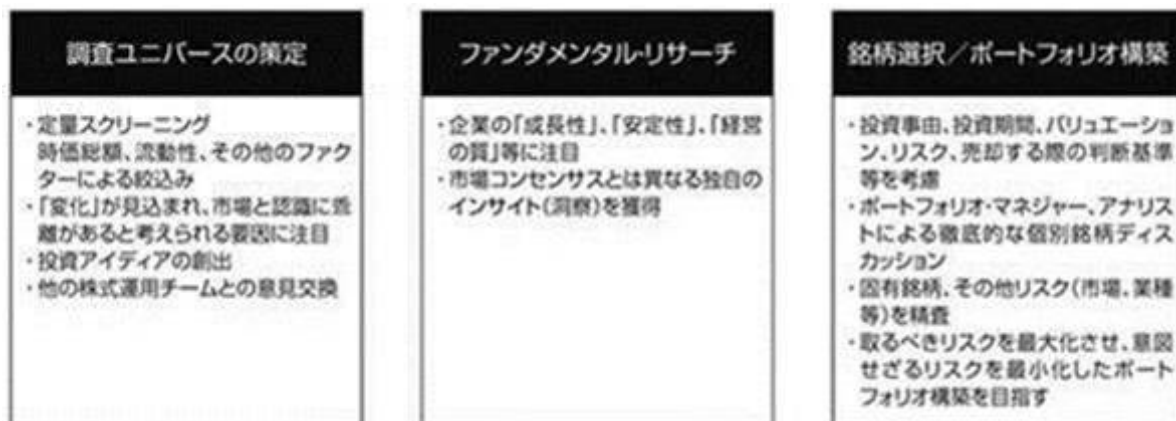 調査ユニバースの策定
・定量スクリーニング
時価総額、流動性、その他のファク
ターによる絞込み
・「変化」が見込まれ、市場と認識に乖
離があると考えられる要因に注目
・投資アイディアの創出
・他の株式運用チームとの意見交換
ファンダメンタル・リサーチ
・企業の「成長性」、「安定性」、「経営
の質」等に注目
・市場コンセンサスとは異なる独自の
インサイト(洞察)を獲得
銘柄選択/ポートフォリオ構築
・投資事由、投資期間、バリュエーショ
ン、リスク、売却する際の判断基準
等を考慮
・ポートフォリオ・マネジャー、アナリス
トによる徹底的な個別銘柄ディス
カッション
・固有銘柄、その他リスク(市場、業種
等)を精査
・取るべきリスクを最大化させ、意図
せざるリスクを最小化したポート
フォリオ構築を目指す